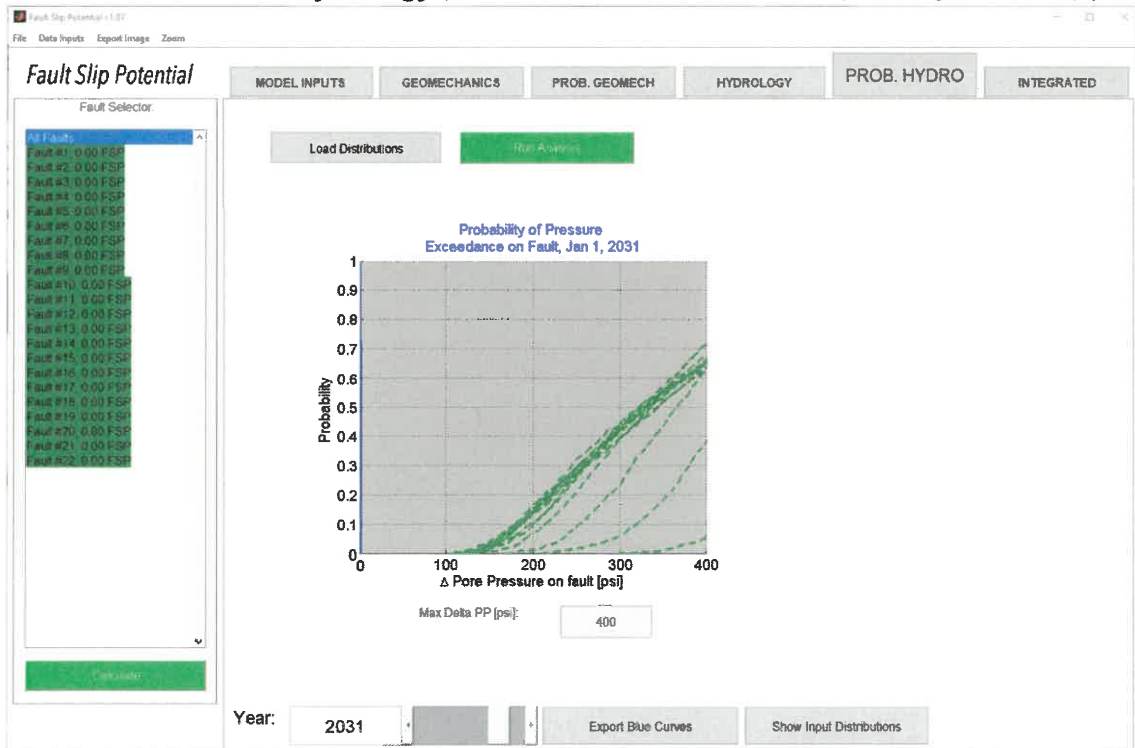 Fault Slip Potential v.1.07
File Data Inputs Export Image Zoom
Fault Slip Potential
MODEL INPUTS GEOMECHANICS PROB. GEOMECH HYDROLOGY PROB. HYDRO INTEGRATED
Fault Selector:
All Faults
Fault #1, 0.00 FSP
Fault #2, 0.00 FSP
Fault #3, 0.00 FSP
Fault #4, 0.00 FSP
Fault #5, 0.00 FSP
Fault #6, 0.00 FSP
Fault #7, 0.00 FSP
Fault #8, 0.00 FSP
Fault #9, 0.00 FSP
Fault #10, 0.00 FSP
Fault #11, 0.00 FSP
Fault #12, 0.00 FSP
Fault #13, 0.00 FSP
Fault #14, 0.00 FSP
Fault #15, 0.00 FSP
Fault #16, 0.00 FSP
Fault #17, 0.00 FSP
Fault #18, 0.00 FSP
Fault #19, 0.00 FSP
Fault #20, 0.00 FSP
Fault #21, 0.00 FSP
Fault #22, 0.00 FSP
Calculate
Load Distributions Run Analysis
Probability of Pressure
Exceedance on Fault, Jan 1, 2031
1
0.9
0.8
0.7
0.6
0.5
0.4
0.3
0.2
0.1
0
Probability
0 100 200 300 400
Δ Pore Pressure on fault [psi]
Max Delta PP [psi]: 400
Year: 2031 Export Blue Curves Show Input Distributions